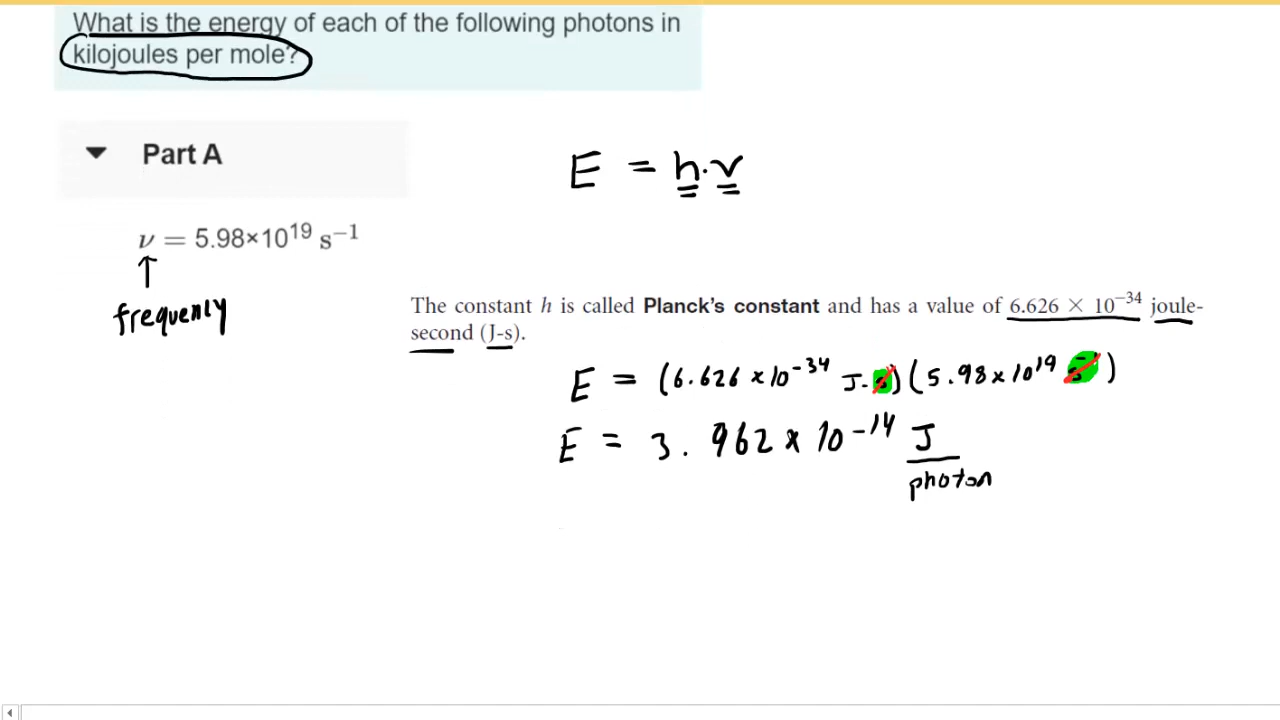 What is the energy of each of the following photons in
kilojoules per mole?
Part A
E = h·ν
ν = 5.98×10¹⁹ s⁻¹
frequenly
The constant h is called Planck's constant and has a value of 6.626 × 10⁻³⁴ joule-
second (J-s).
E = (6.626 × 10⁻³⁴ J·s)(5.98 × 10¹⁹ s⁻¹)
E = 3.962 × 10⁻¹⁴ J
photon